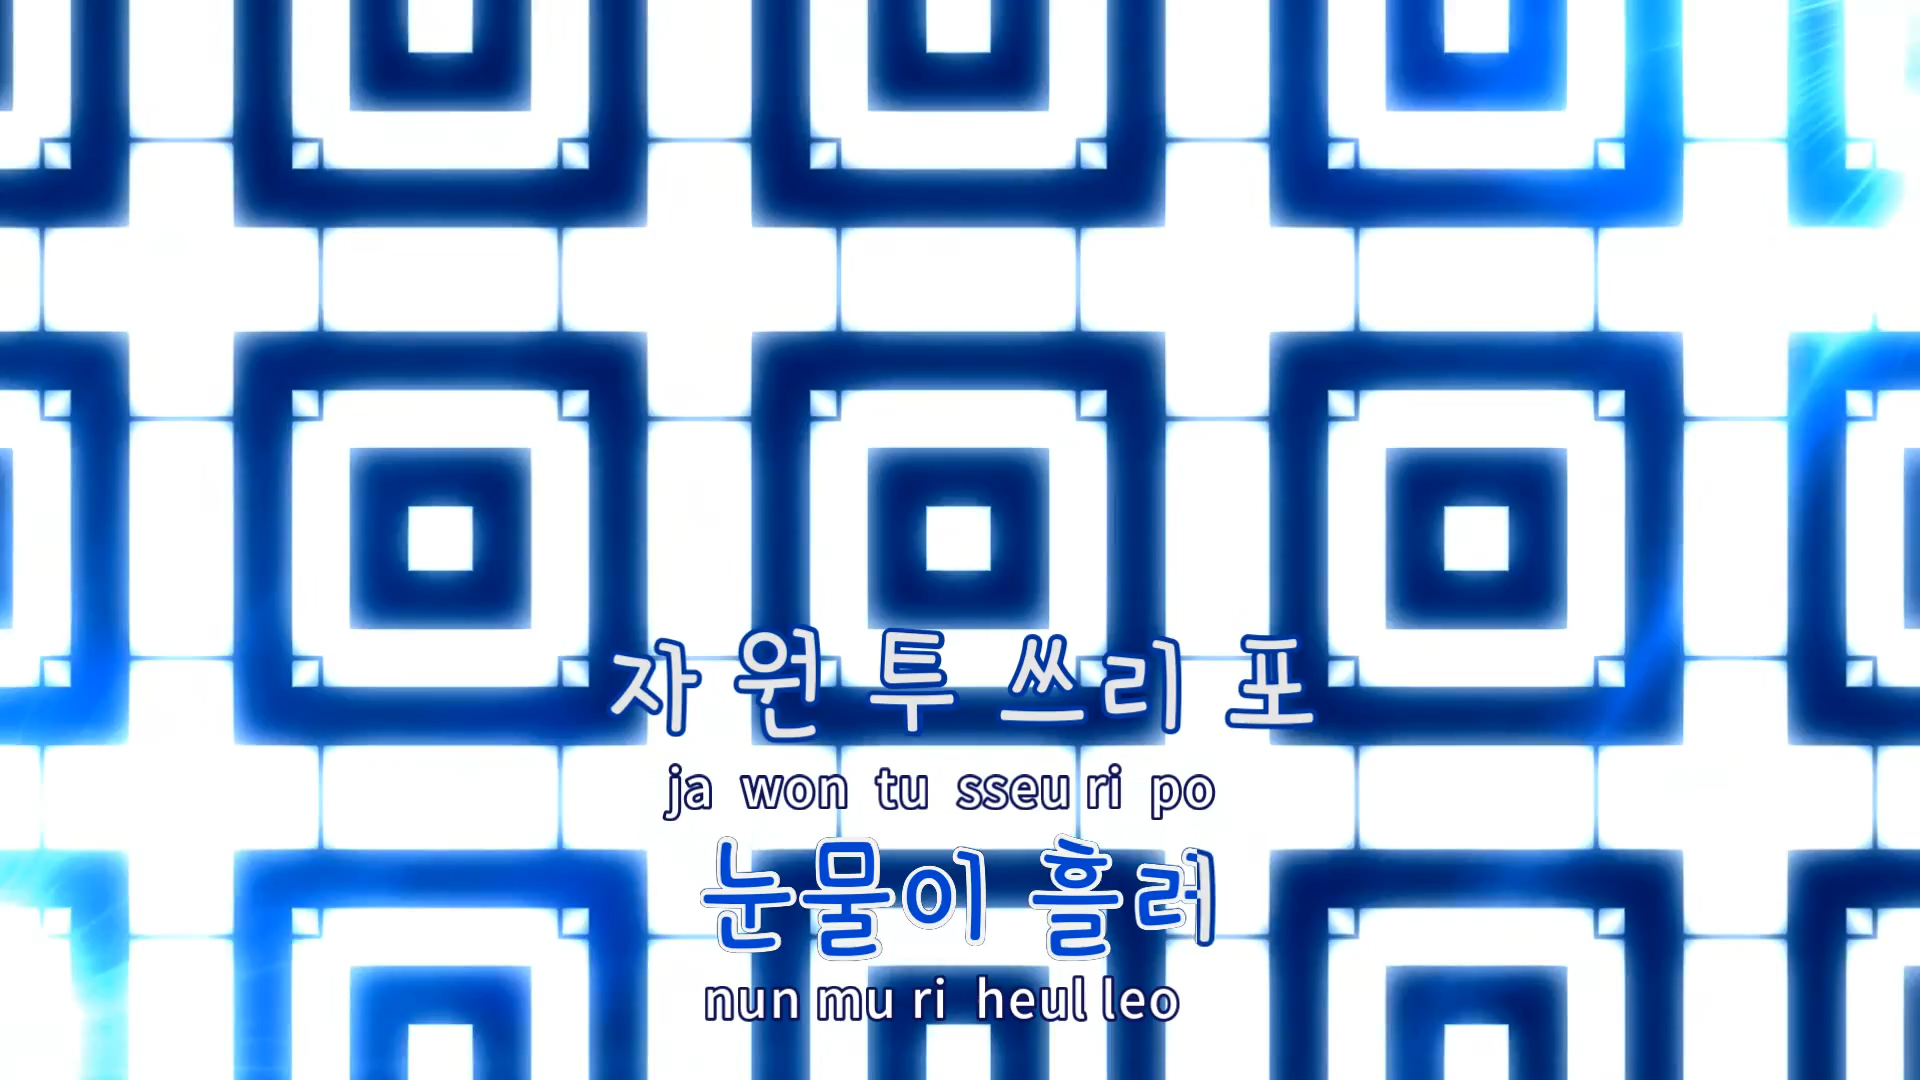 자 원 투 쓰리 포
ja won tu sseu ri po
눈물이 흘러
nun mu ri heul leo